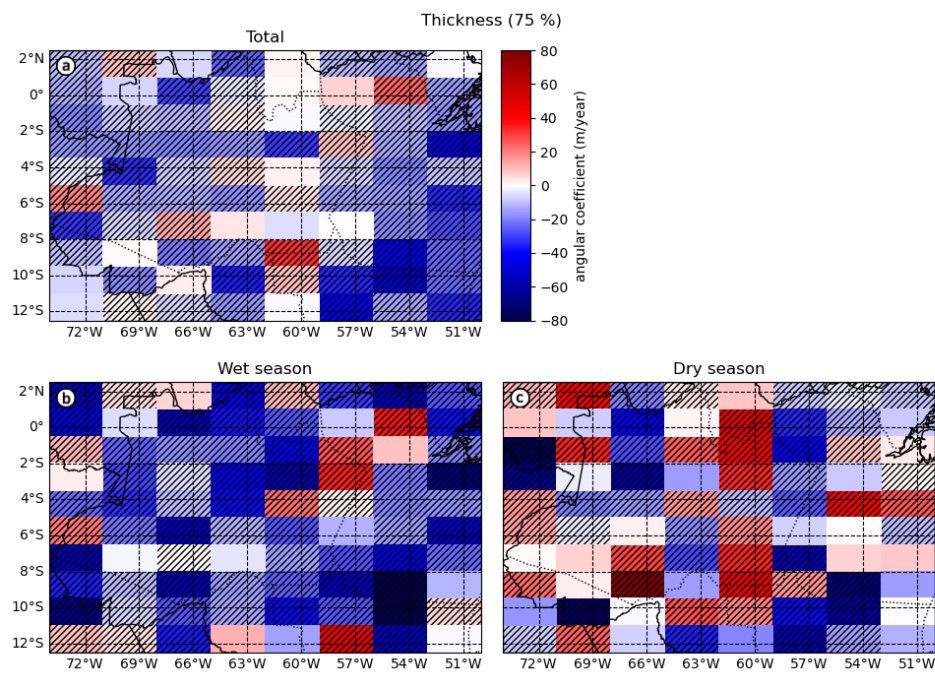 Thickness (75 %)
Total
a
2°N
0°
2°S
4°S
6°S
8°S
10°S
12°S
72°W 69°W 66°W 63°W 60°W 57°W 54°W 51°W
80
60
40
20
0
−20
−40
−60
−80
angular coefficient (m/year)
Wet season
b
2°N
0°
2°S
4°S
6°S
8°S
10°S
12°S
72°W 69°W 66°W 63°W 60°W 57°W 54°W 51°W
Dry season
c
72°W 69°W 66°W 63°W 60°W 57°W 54°W 51°W